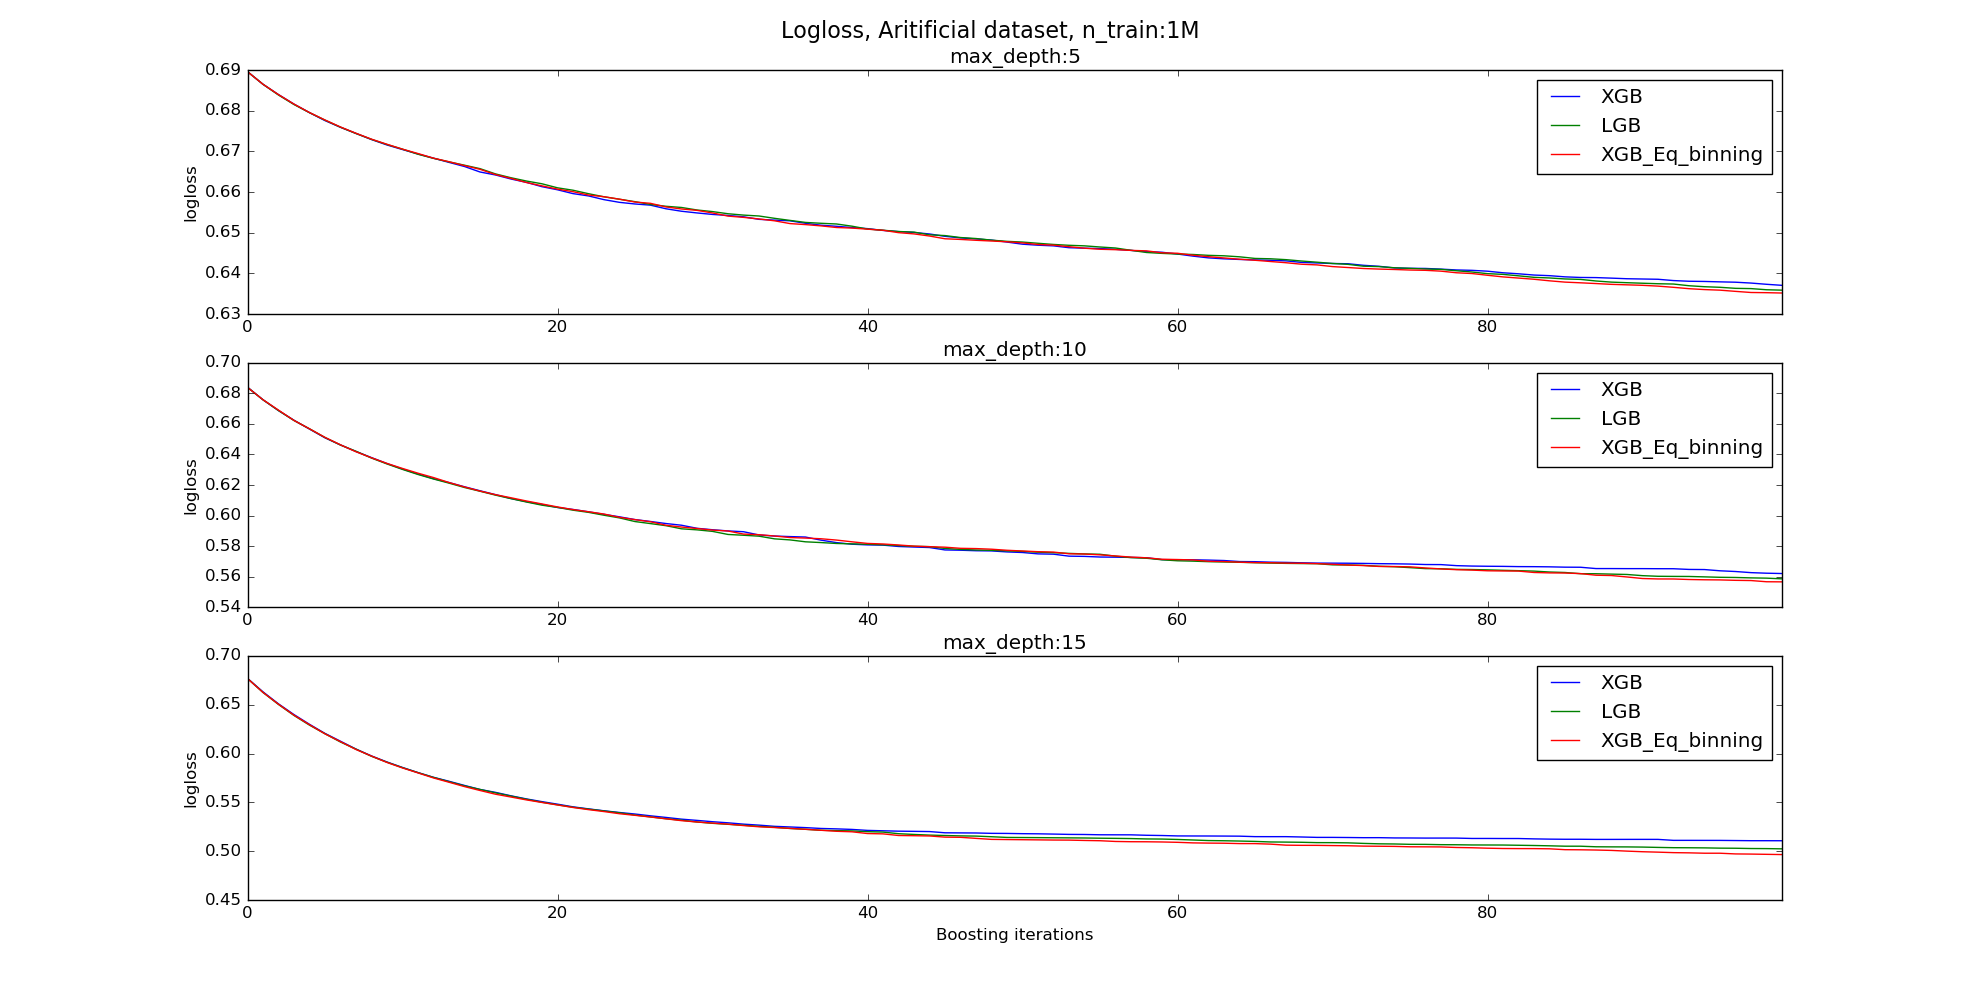 Logloss, Aritificial dataset, n_train:1M
max_depth:5
0.69
0.68
0.67
0.66
0.65
0.64
0.63
logloss
0 20 40 60 80
XGB
LGB
XGB_Eq_binning
max_depth:10
0.70
0.68
0.66
0.64
0.62
0.60
0.58
0.56
0.54
logloss
0 20 40 60 80
XGB
LGB
XGB_Eq_binning
max_depth:15
0.70
0.65
0.60
0.55
0.50
0.45
logloss
0 20 40 60 80
XGB
LGB
XGB_Eq_binning
Boosting iterations